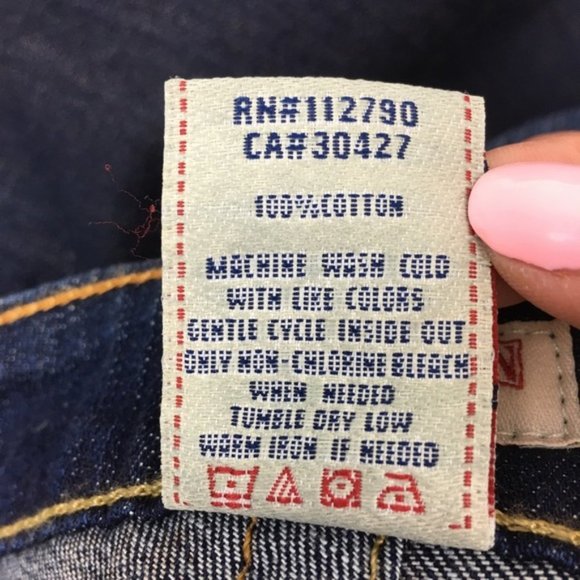 RN#112790
CA#30427
100%COTTON
MACHINE WASH COLD
WITH LIKE COLORS
GENTLE CYCLE INSIDE OUT
ONLY NON-CHLORINE BLEACH
WHEN NEEDED
TUMBLE DRY LOW
WARM IRON IF NEEDED